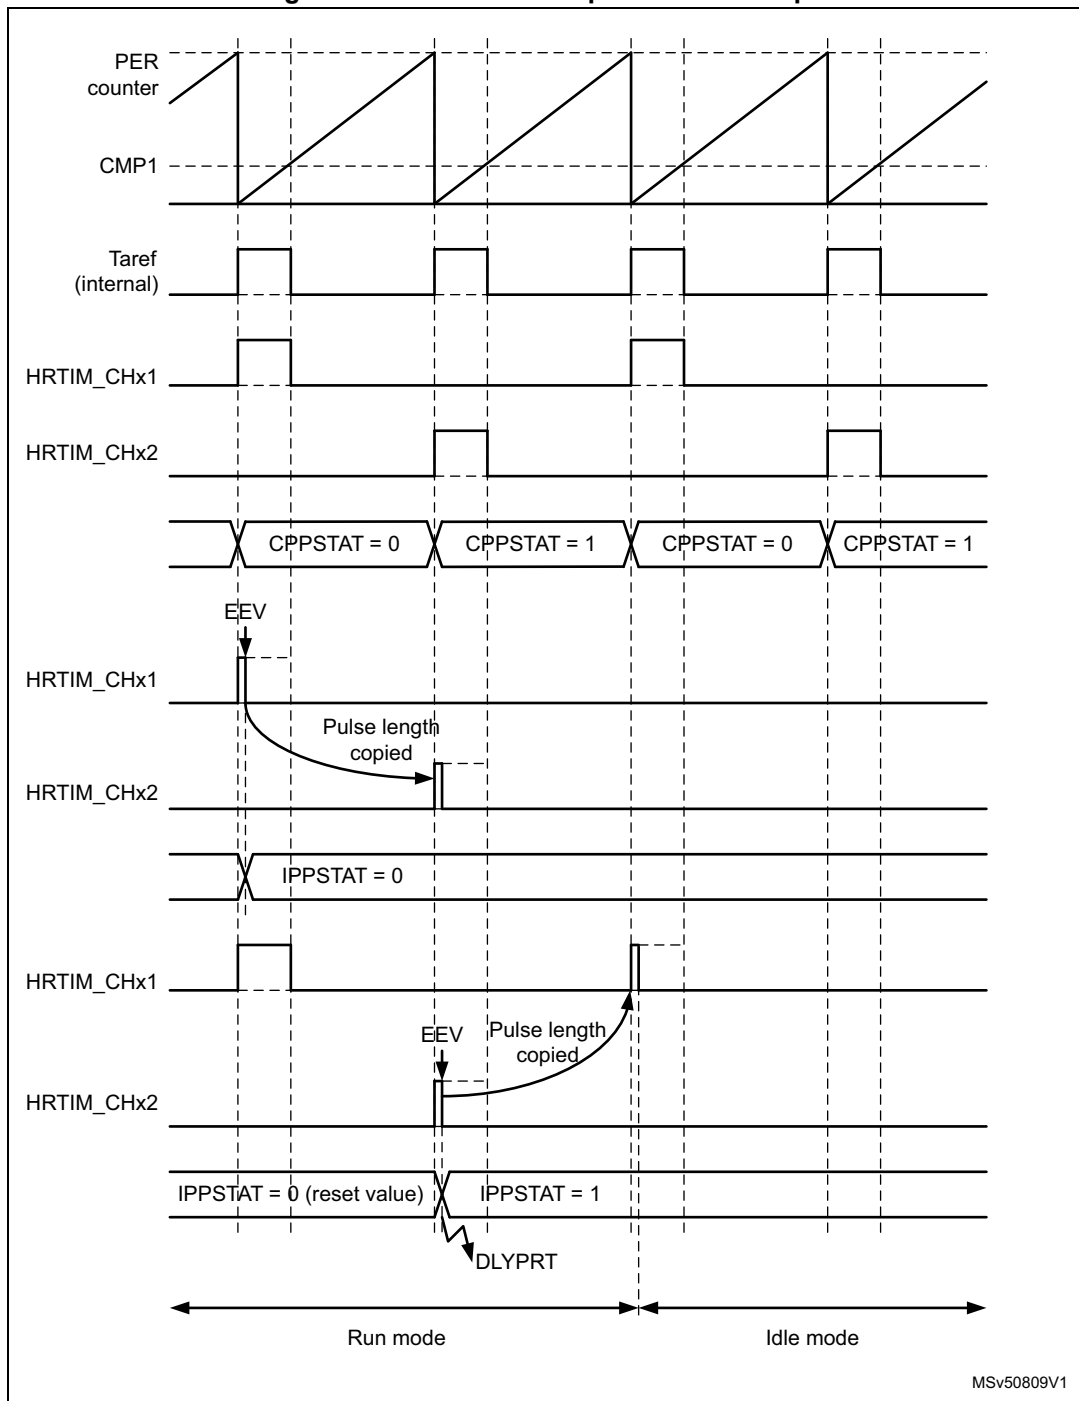 PER
counter
CMP1
Taref
(internal)
HRTIM_CHx1
HRTIM_CHx2
CPPSTAT = 0 CPPSTAT = 1 CPPSTAT = 0 CPPSTAT = 1
EEV
HRTIM_CHx1
Pulse length
copied
HRTIM_CHx2
IPPSTAT = 0
HRTIM_CHx1
EEV
Pulse length
copied
HRTIM_CHx2
IPPSTAT = 0 (reset value) IPPSTAT = 1
DLYPRT
Run mode Idle mode
MSv50809V1